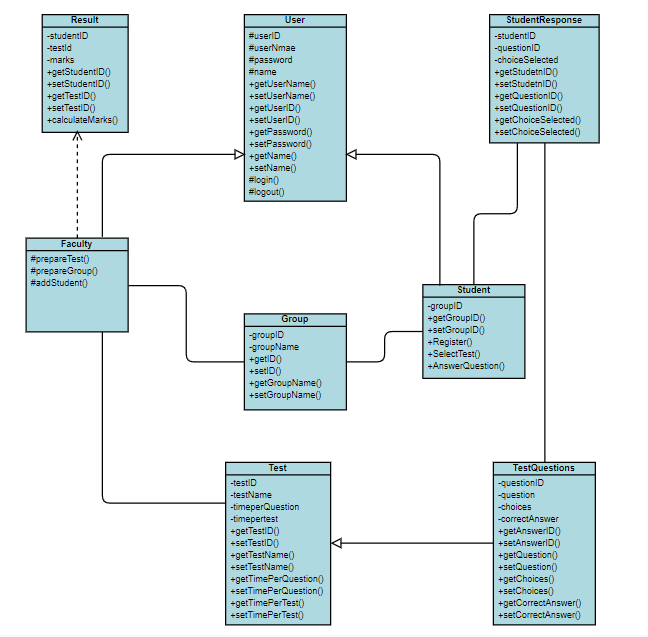 Result
-studentID
-testId
-marks
+getStudentID()
+setStudentID()
+getTestID()
+setTestID()
+calculateMarks()
User
#userID
#userNmae
#password
#name
+getUserName()
+setUserName()
+getUserID()
+setUserID()
+getPassword()
+setPassword()
+getName()
+setName()
#login()
#logout()
StudentResponse
-studentID
-questionID
-choiceSelected
+getStudetnID()
+setStudetnID()
+getQuestionID()
+setQuestionID()
+getChoiceSelected()
+setChoiceSelected()
Faculty
#prepareTest()
#prepareGroup()
#addStudent()
Group
-groupID
-groupName
+getID()
+setID()
+getGroupName()
+setGroupName()
Student
-groupID
+getGroupID()
+setGroupID()
+Register()
+SelectTest()
+AnswerQuestion()
Test
-testID
-testName
-timeperQuestion
-timepertest
+getTestID()
+setTestID()
+getTestName()
+setTestName()
+getTimePerQuestion()
+setTimePerQuestion()
+getTimePerTest()
+setTimePerTest()
TestQuestions
-questionID
-question
-choices
-correctAnswer
+getAnswerID()
+setAnswerID()
+getQuestion()
+setQuestion()
+getChoices()
+setChoices()
+getCorrectAnswer()
+setCorrectAnswer()